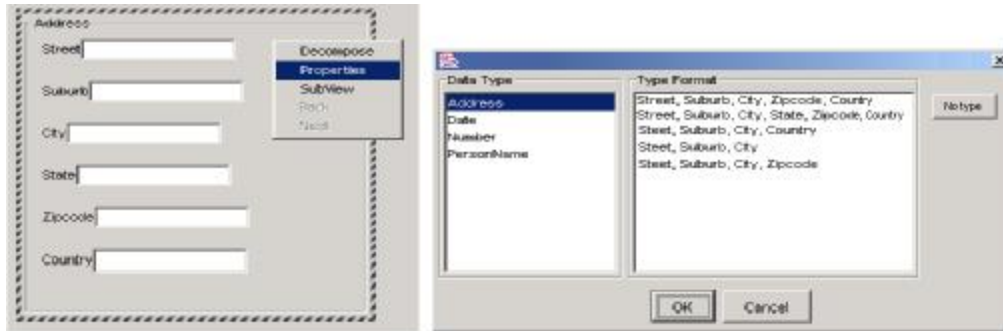 Address
Street
Suburb
City
State
Zipcode
Country
Decompose
Properties
SubView
Back
Next
Data Type
Address
Date
Number
PersonName
Type Format
Street, Suburb, City, Zipcode, Country
Street, Suburb, City, State, Zipcode, Country
Steet, Suburb, City, Country
Steet, Suburb, City
Steet, Suburb, City, Zipcode
No type
OK
Cancel